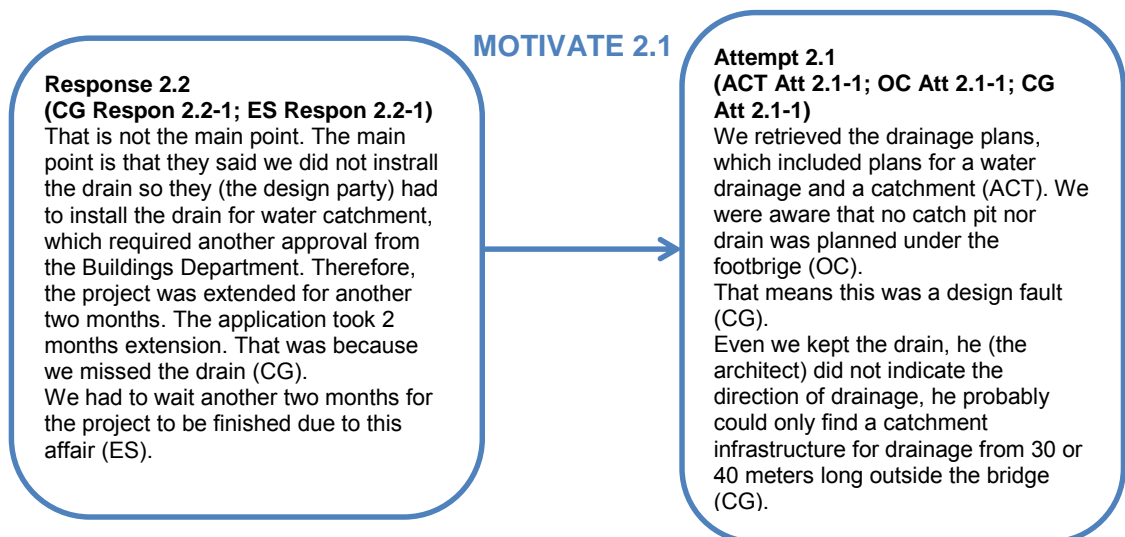 MOTIVATE 2.1
Response 2.2
(CG Respon 2.2-1; ES Respon 2.2-1)
That is not the main point. The main
point is that they said we did not instrall
the drain so they (the design party) had
to install the drain for water catchment,
which required another approval from
the Buildings Department. Therefore,
the project was extended for another
two months. The application took 2
months extension. That was because
we missed the drain (CG).
We had to wait another two months for
the project to be finished due to this
affair (ES).
Attempt 2.1
(ACT Att 2.1-1; OC Att 2.1-1; CG
Att 2.1-1)
We retrieved the drainage plans,
which included plans for a water
drainage and a catchment (ACT). We
were aware that no catch pit nor
drain was planned under the
footbrige (OC).
That means this was a design fault
(CG).
Even we kept the drain, he (the
architect) did not indicate the
direction of drainage, he probably
could only find a catchment
infrastructure for drainage from 30 or
40 meters long outside the bridge
(CG).